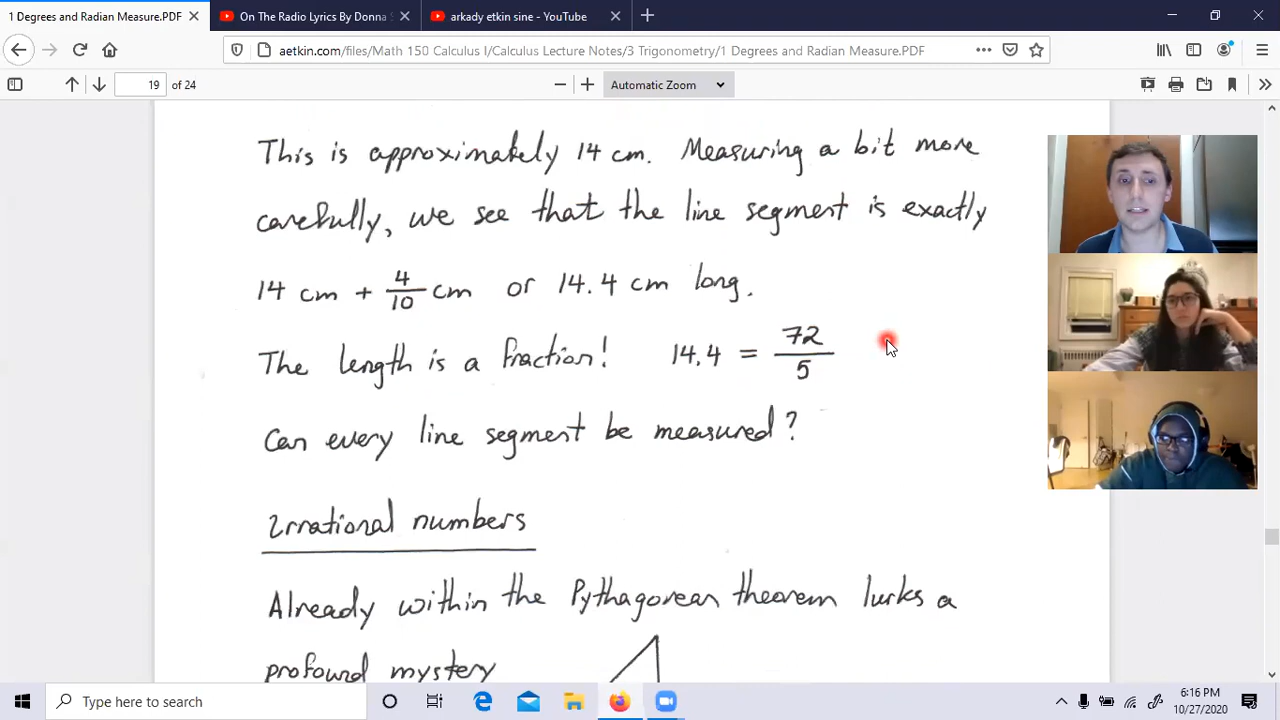 1 Degrees and Radian Measure.PDF
On The Radio Lyrics By Donna
arkady etkin sine - YouTube
aetkin.com/files/Math 150 Calculus I/Calculus Lecture Notes/3 Trigonometry/1 Degrees and Radian Measure.PDF
19 of 24
Automatic Zoom
This is approximately 14 cm. Measuring a bit more
carefully, we see that the line segment is exactly
14 cm + 4/10 cm or 14.4 cm long.
The length is a fraction! 14.4 = 72/5
Can every line segment be measured?
Irrational numbers
Already within the Pythagorean theorem lurks a
profound mystery
Type here to search
6:16 PM
10/27/2020